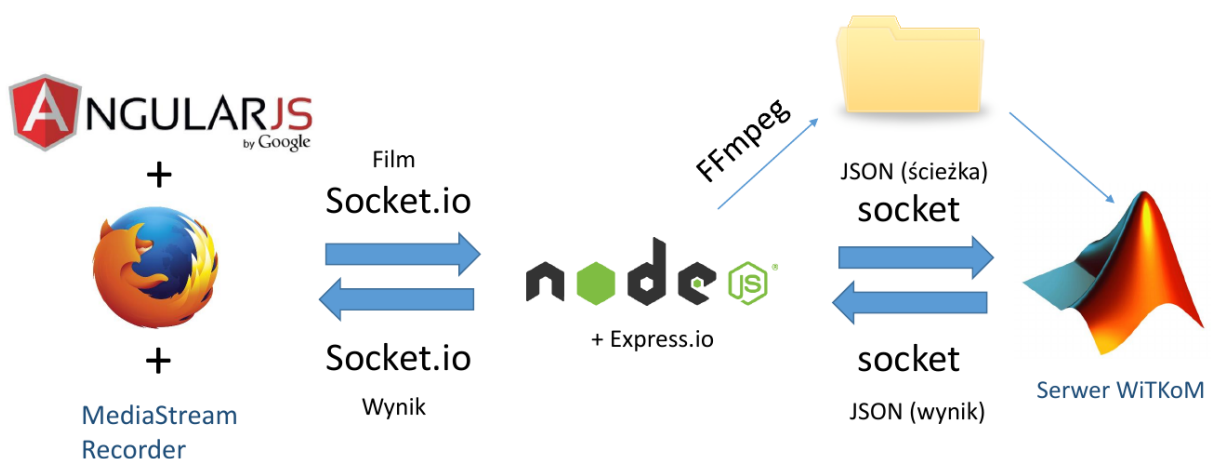 ANGULARJS
by Google
+
+
MediaStream
Recorder
Film
Socket.io
Socket.io
Wynik
node
JS
®
+ Express.io
FFmpeg
JSON (ścieżka)
socket
socket
JSON (wynik)
Serwer WiTKoM